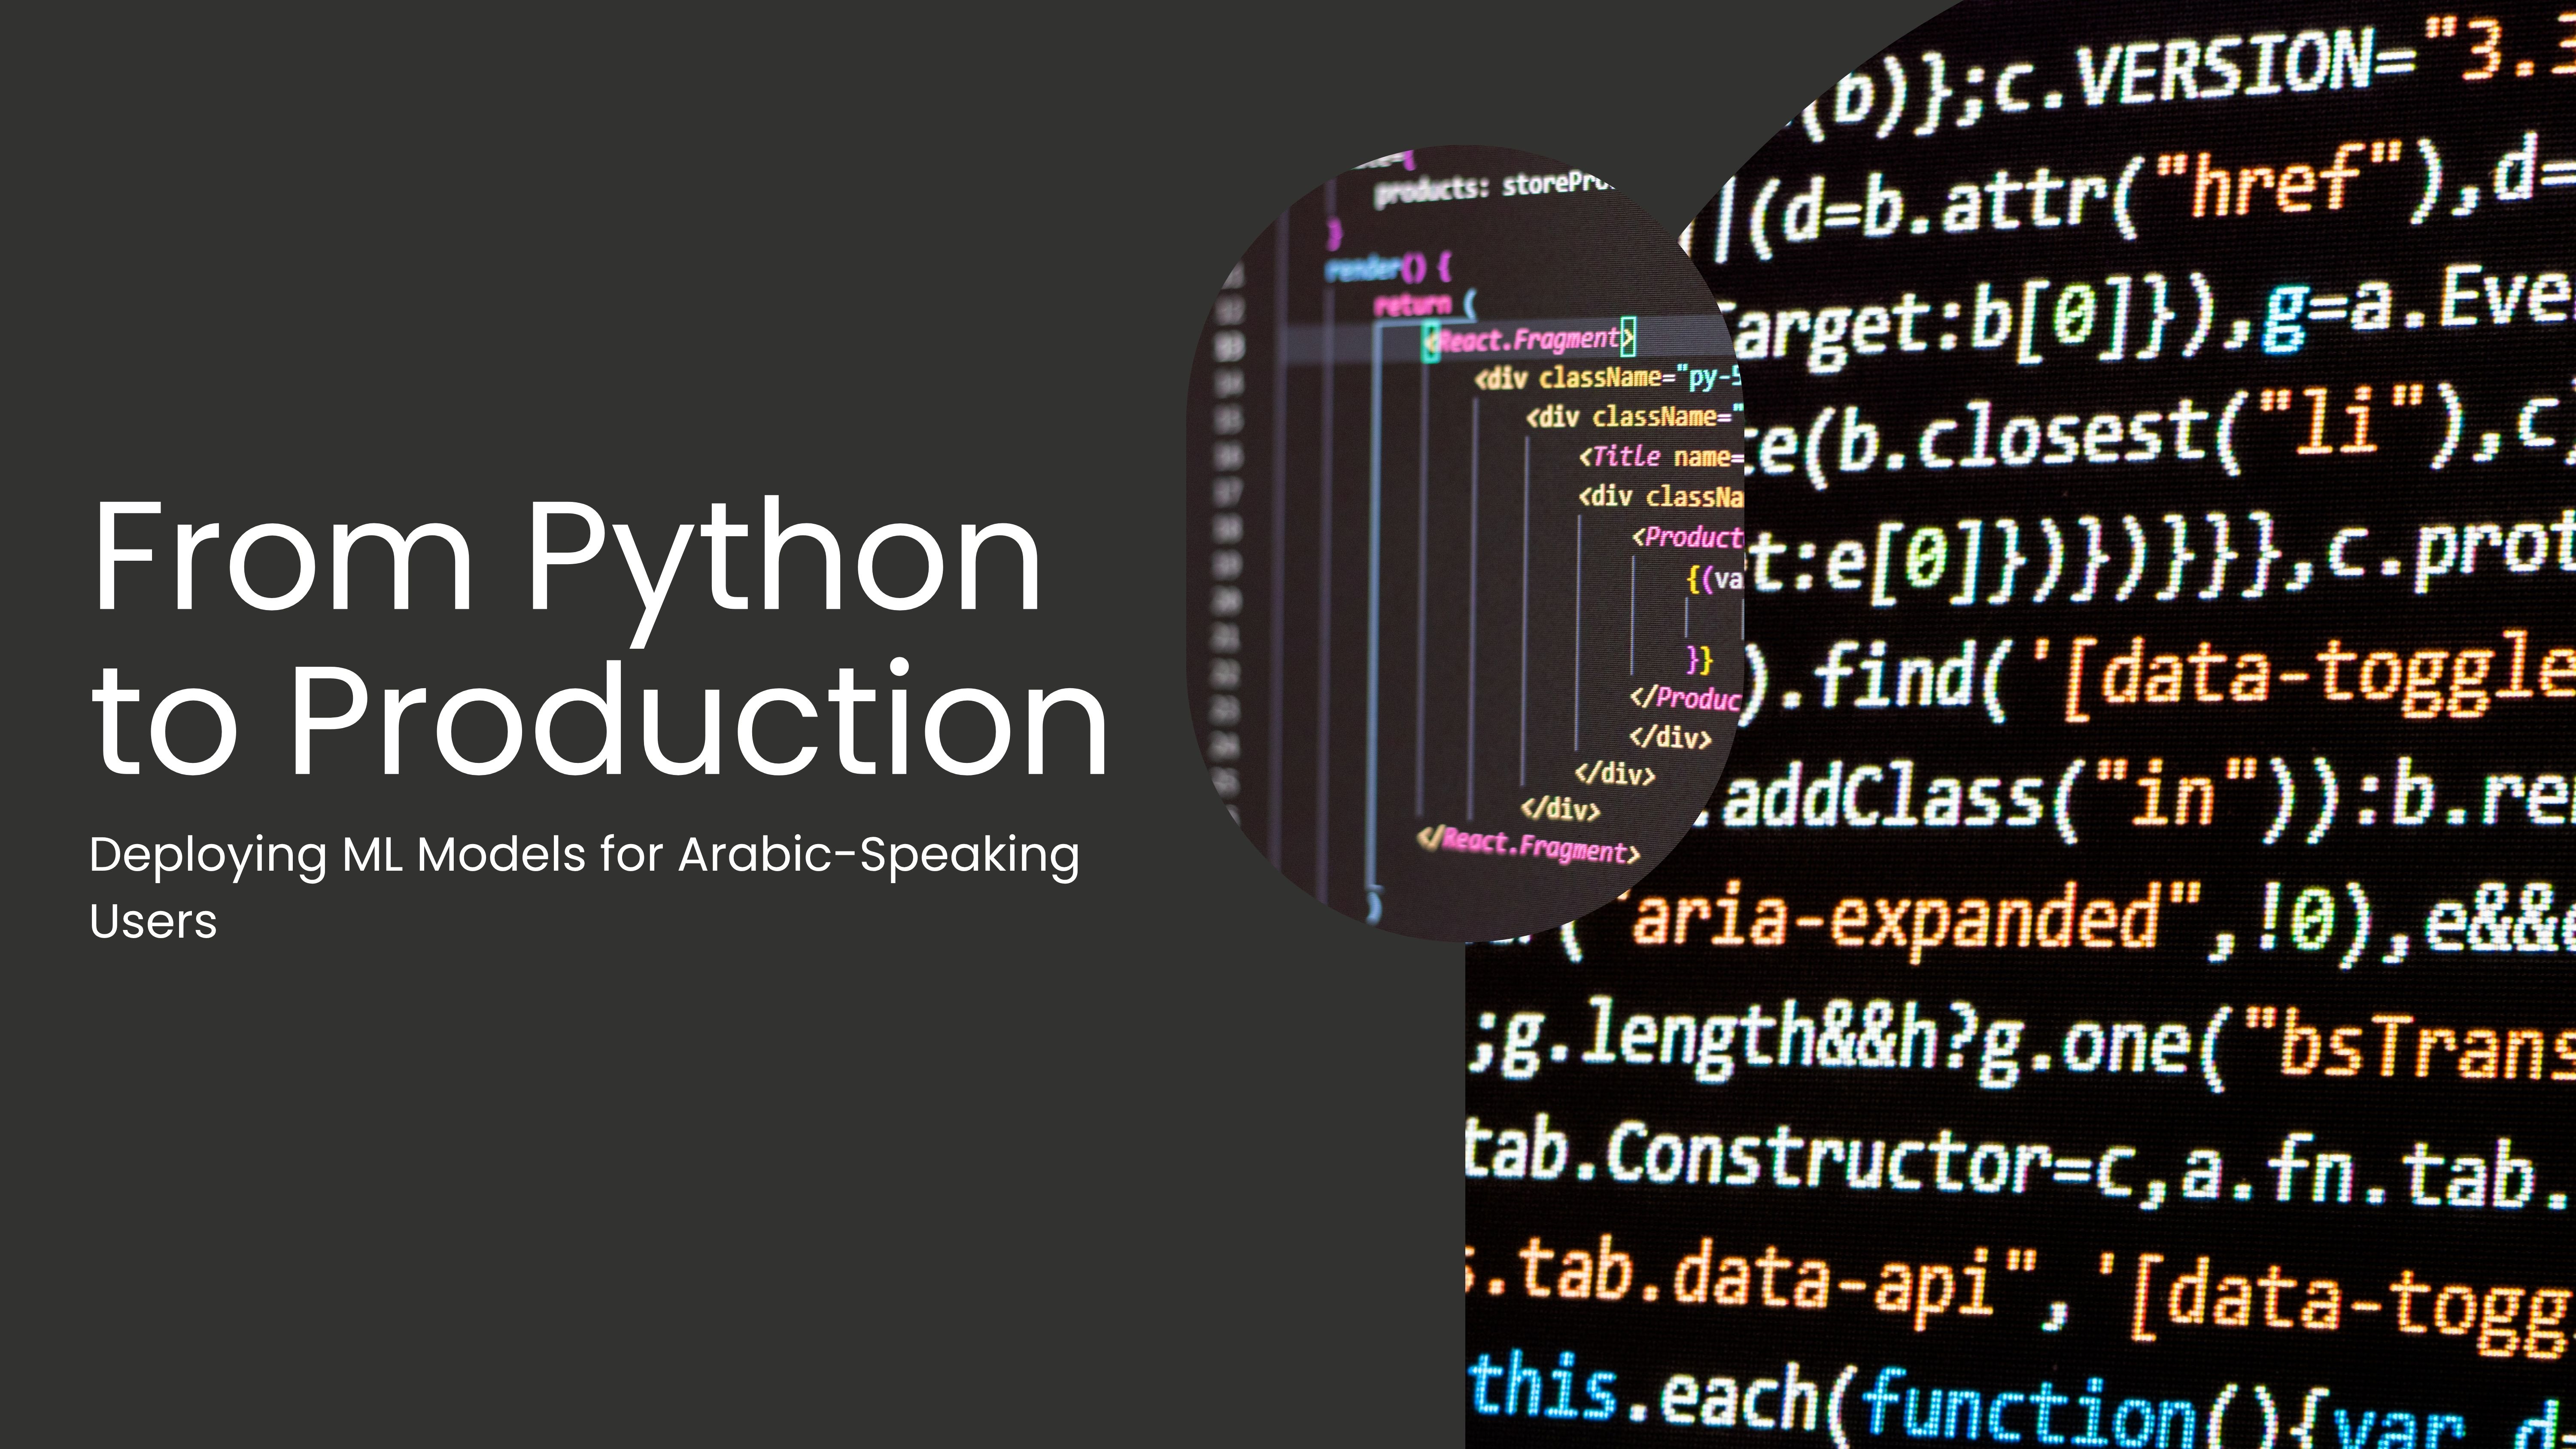 From Python
to Production
Deploying ML Models for Arabic-Speaking
Users
products:
}
render() {
return (
<React.Fragment>
<div className="py-5
<div className="
<Title name=
<div classNa
<Product
{(va
}}
</Produc
</div>
</div>
</div>
</React.Fragment>
)
(b)};c.VERSION="3.3
|(d=b.attr("href"),d=
arget:b[0]}),g=a.Eve
te(b.closest("li"),c
t:e[0]})})}}},c.prot
).find('[data-toggle
.addClass("in")):b.re
"aria-expanded",!0),e&&
;g.length&&h?g.one("bsTrans
tab.Constructor=c,a.fn.tab.
s.tab.data-api", '[data-togg
this.each(function(){var d